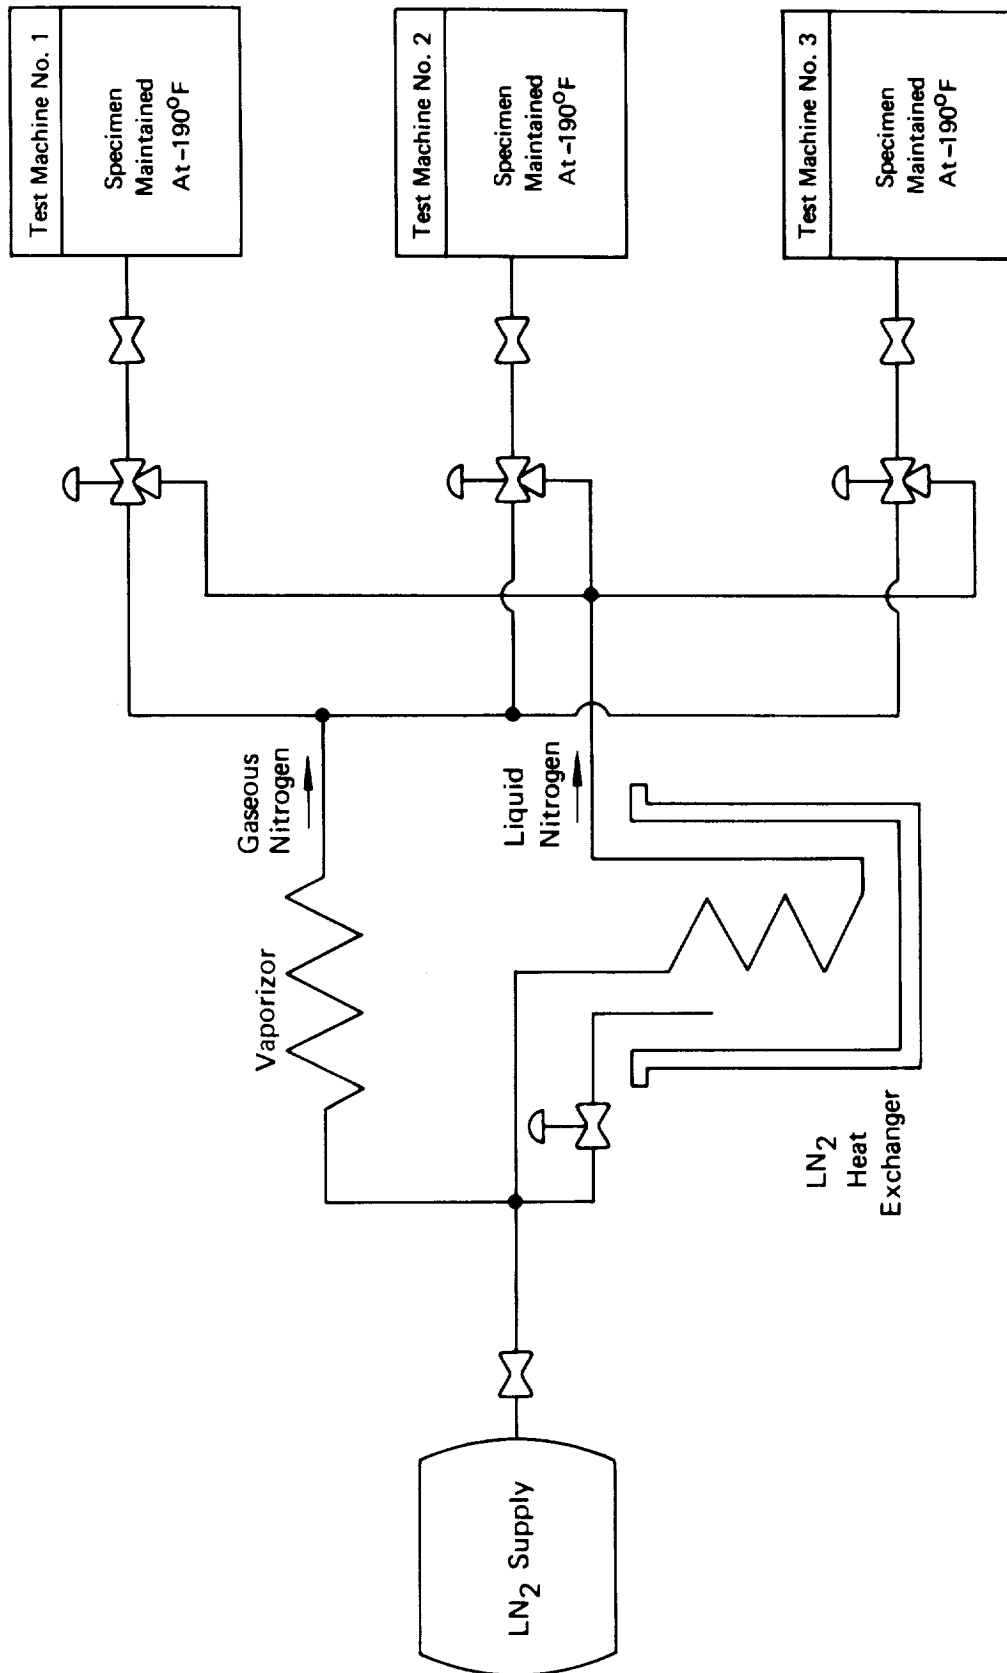 Test Machine No. 1
Specimen
Maintained
At -190°F
Test Machine No. 2
Specimen
Maintained
At -190°F
Test Machine No. 3
Specimen
Maintained
At -190°F
Gaseous
Nitrogen
Liquid
Nitrogen
Vaporizor
LN₂
Heat
Exchanger
LN₂ Supply